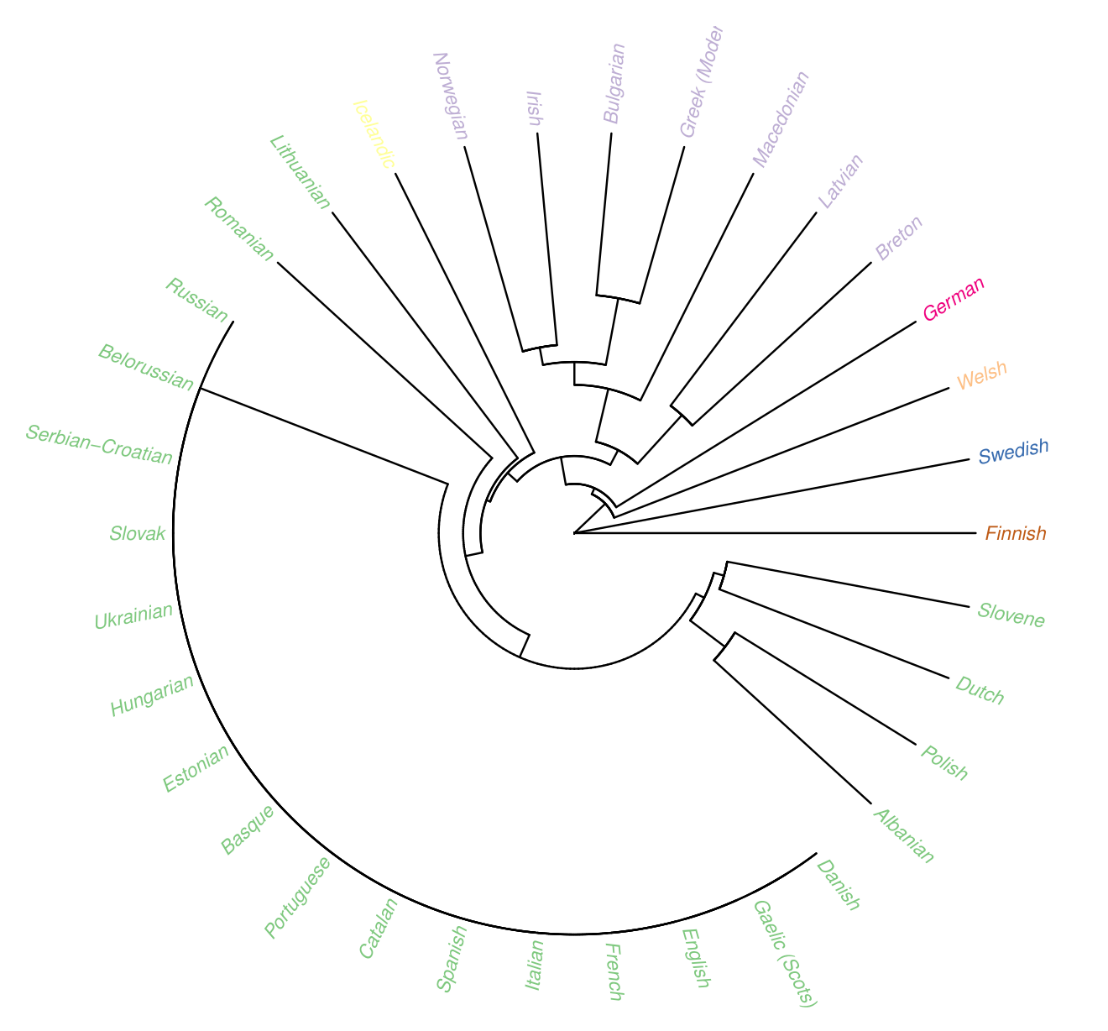 Norwegian
Irish
Bulgarian
Greek (Moder
Macedonian
Latvian
Breton
German
Welsh
Swedish
Finnish
Slovene
Dutch
Polish
Albanian
Danish
Gaelic (Scots)
English
French
Italian
Spanish
Catalan
Portuguese
Basque
Estonian
Hungarian
Ukrainian
Slovak
Serbian–Croatian
Belorussian
Russian
Romanian
Lithuanian
Icelandic